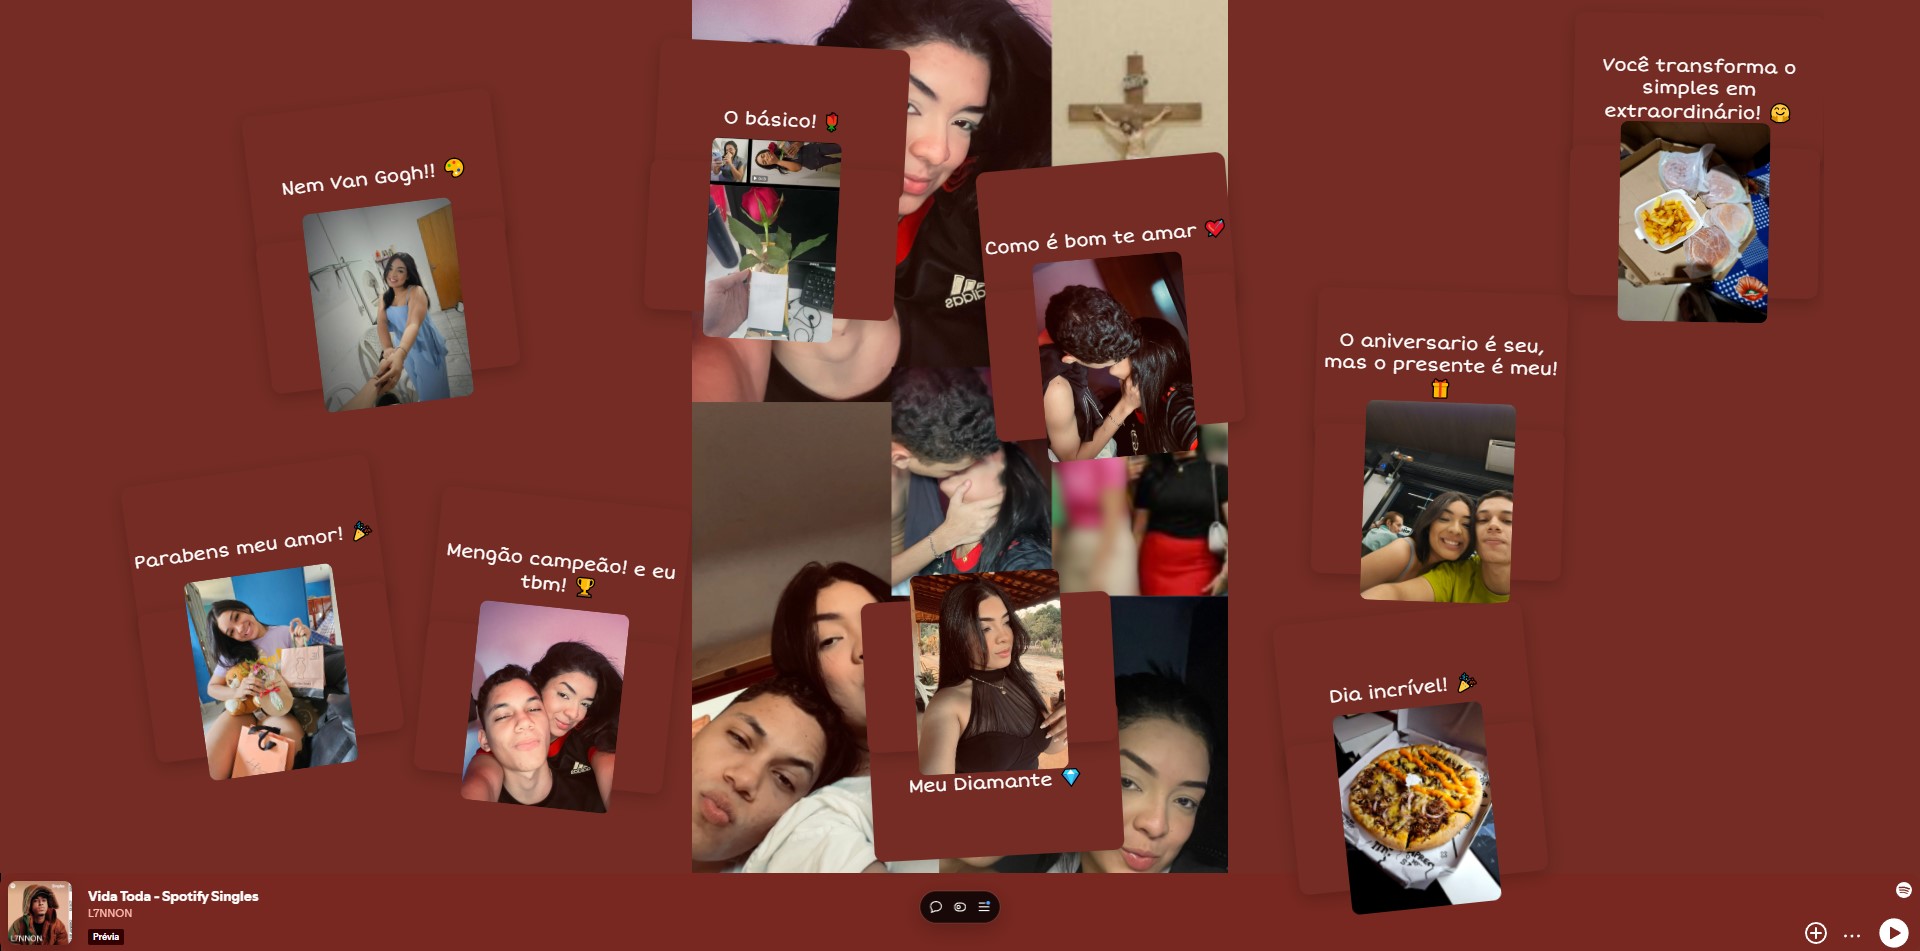 Você transforma o
simples em
extraordinário! 🤗
O básico! 🌹
Nem Van Gogh!! 🎨
Como é bom te amar 💘
adidas
O aniversario é seu,
mas o presente é meu!
🎁
Parabens meu amor! 🎉
Mengão campeão! e eu
tbm! 🏆
Dia incrível! 🎉
Meu Diamante 💎
Vida Toda - Spotify Singles
L7NNON
L7NNON
Prévia